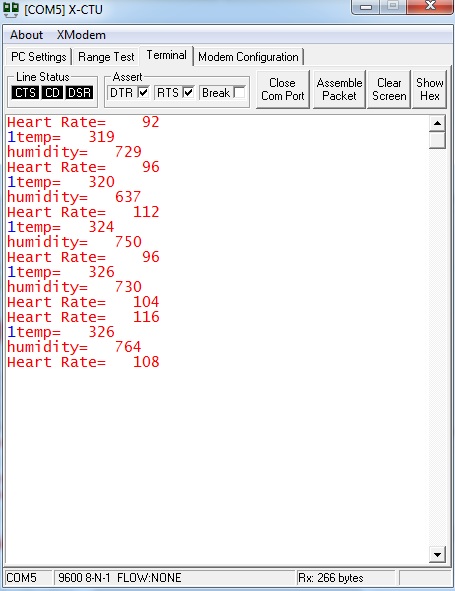 [COM5] X-CTU
About XModem
PC Settings Range Test Terminal Modem Configuration
Line Status Assert
CTS CD DSR DTR RTS Break
Close Com Port
Assemble Packet
Clear Screen
Show Hex
Heart Rate= 92
1temp= 319
humidity= 729
Heart Rate= 96
1temp= 320
humidity= 637
Heart Rate= 112
1temp= 324
humidity= 750
Heart Rate= 96
1temp= 326
humidity= 730
Heart Rate= 104
Heart Rate= 116
1temp= 326
humidity= 764
Heart Rate= 108
COM5 9600 8-N-1 FLOW:NONE Rx: 266 bytes